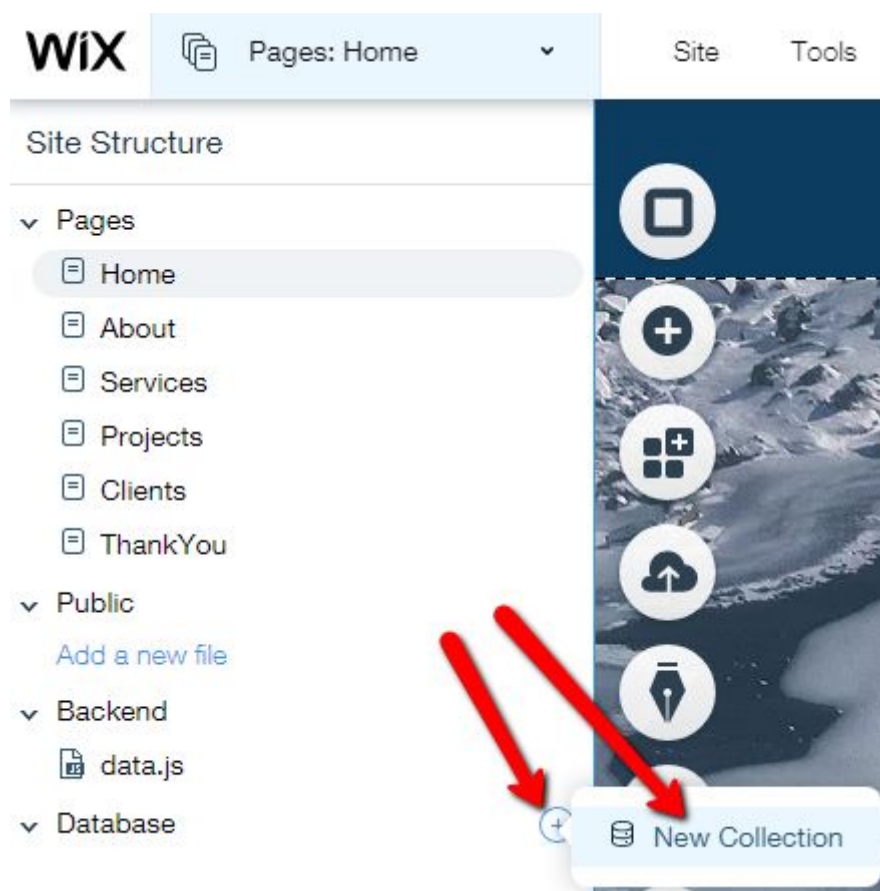 WiX Pages: Home Site Tools
Site Structure
Pages
Home
About
Services
Projects
Clients
ThankYou
Public
Add a new file
Backend
JS data.js
Database
New Collection